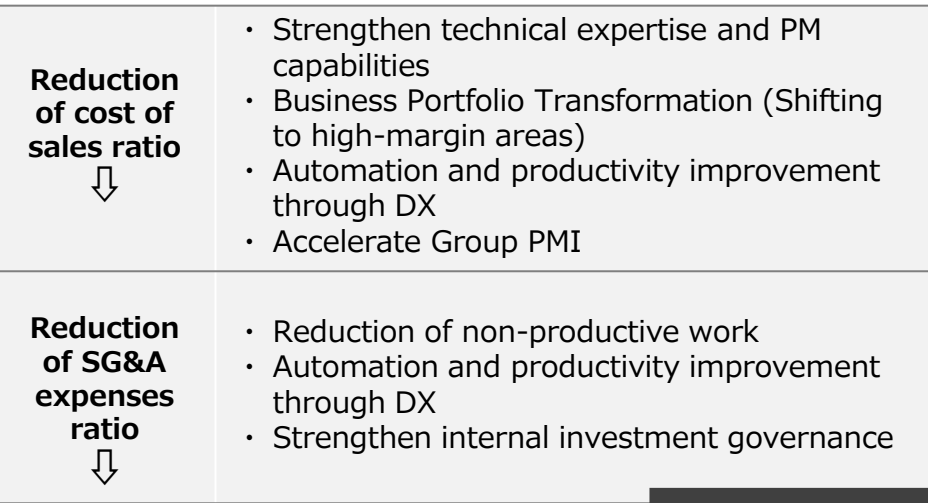 Reduction
of cost of
sales ratio
⇩
・ Strengthen technical expertise and PM
capabilities
・ Business Portfolio Transformation (Shifting
to high-margin areas)
・ Automation and productivity improvement
through DX
・ Accelerate Group PMI
Reduction
of SG&A
expenses
ratio
⇩
・ Reduction of non-productive work
・ Automation and productivity improvement
through DX
・ Strengthen internal investment governance